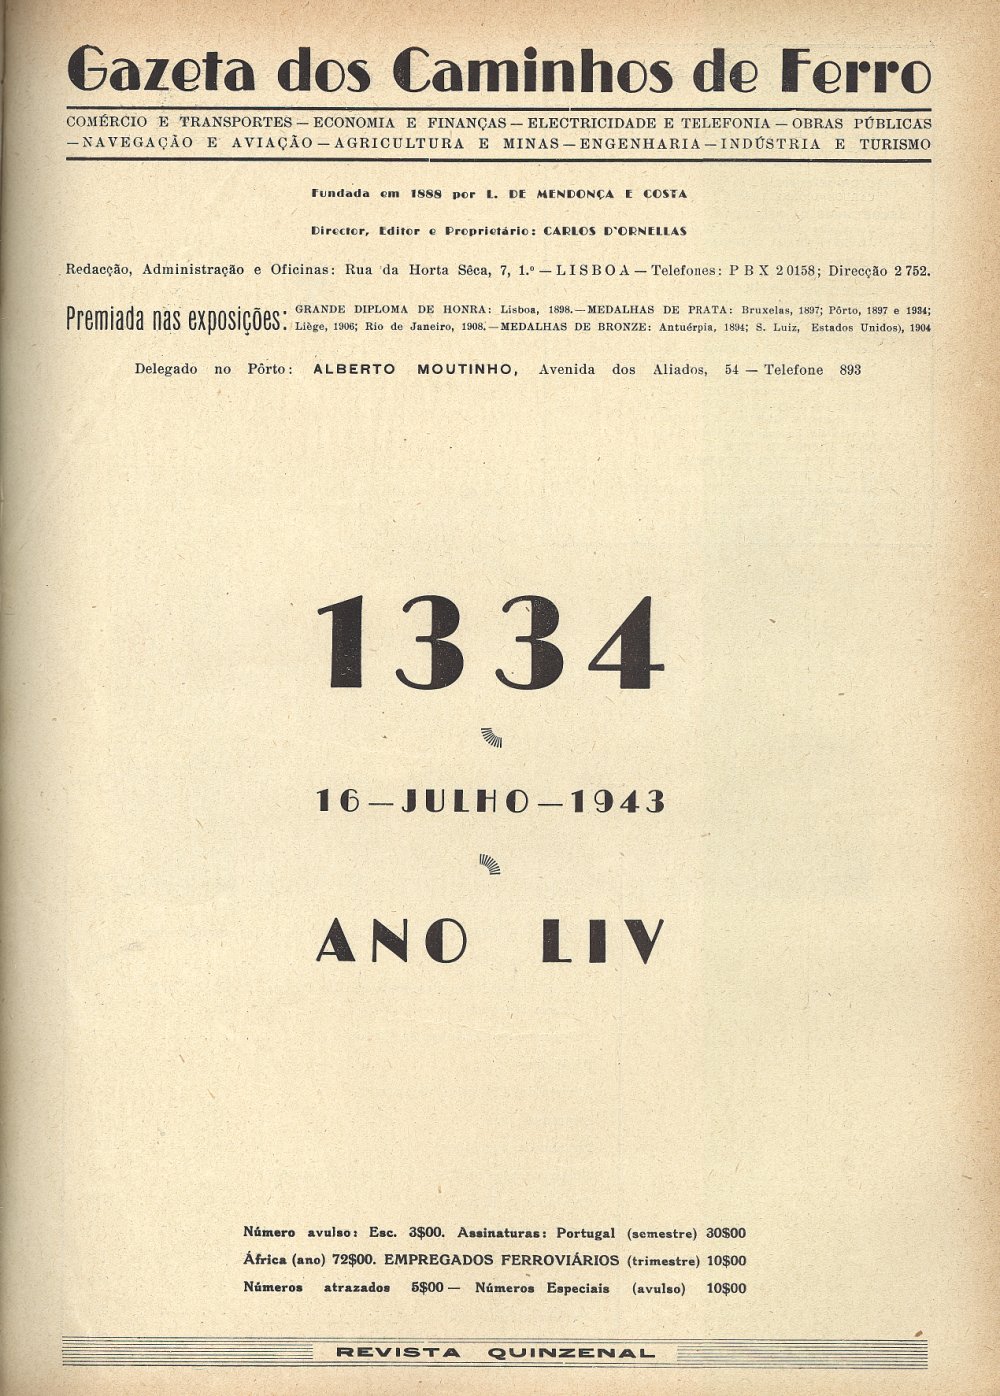 Gazeta dos Caminhos de Ferro
COMÉRCIO E TRANSPORTES — ECONOMIA E FINANÇAS — ELECTRICIDADE E TELEFONIA — OBRAS PÚBLICAS
— NAVEGAÇÃO E AVIAÇÃO — AGRICULTURA E MINAS — ENGENHARIA — INDÚSTRIA E TURISMO
Fundada em 1888 por L. DE MENDONÇA E COSTA
Director, Editor e Proprietário: CARLOS D'ORNELLAS
Redacção, Administração e Oficinas: Rua da Horta Sêca, 7, 1.º — LISBOA — Telefones: PBX 20158; Direcção 2752.
Premiada nas exposições: GRANDE DIPLOMA DE HONRA: Lisboa, 1898. — MEDALHAS DE PRATA: Bruxelas, 1897; Pôrto, 1897 e 1934;
Liège, 1906; Rio de Janeiro, 1908. — MEDALHAS DE BRONZE: Antuérpia, 1894; S. Luiz, Estados Unidos), 1904
Delegado no Pôrto: ALBERTO MOUTINHO, Avenida dos Aliados, 54 — Telefone 893
1334
16 — JULHO — 1943
ANO LIV
Número avulso: Esc. 3$00. Assinaturas: Portugal (semestre) 30$00
África (ano) 72$00. EMPREGADOS FERROVIÁRIOS (trimestre) 10$00
Números atrazados 5$00 — Números Especiais (avulso) 10$00
REVISTA QUINZENAL